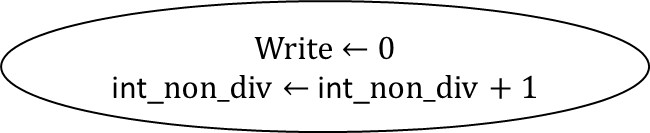 Write ← 0
int_non_div ← int_non_div + 1